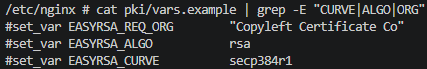 /etc/nginx # cat pki/vars.example | grep -E "CURVE|ALGO|ORG"
#set_var EASYRSA_REQ_ORG        "Copyleft Certificate Co"
#set_var EASYRSA_ALGO           rsa
#set_var EASYRSA_CURVE          secp384r1